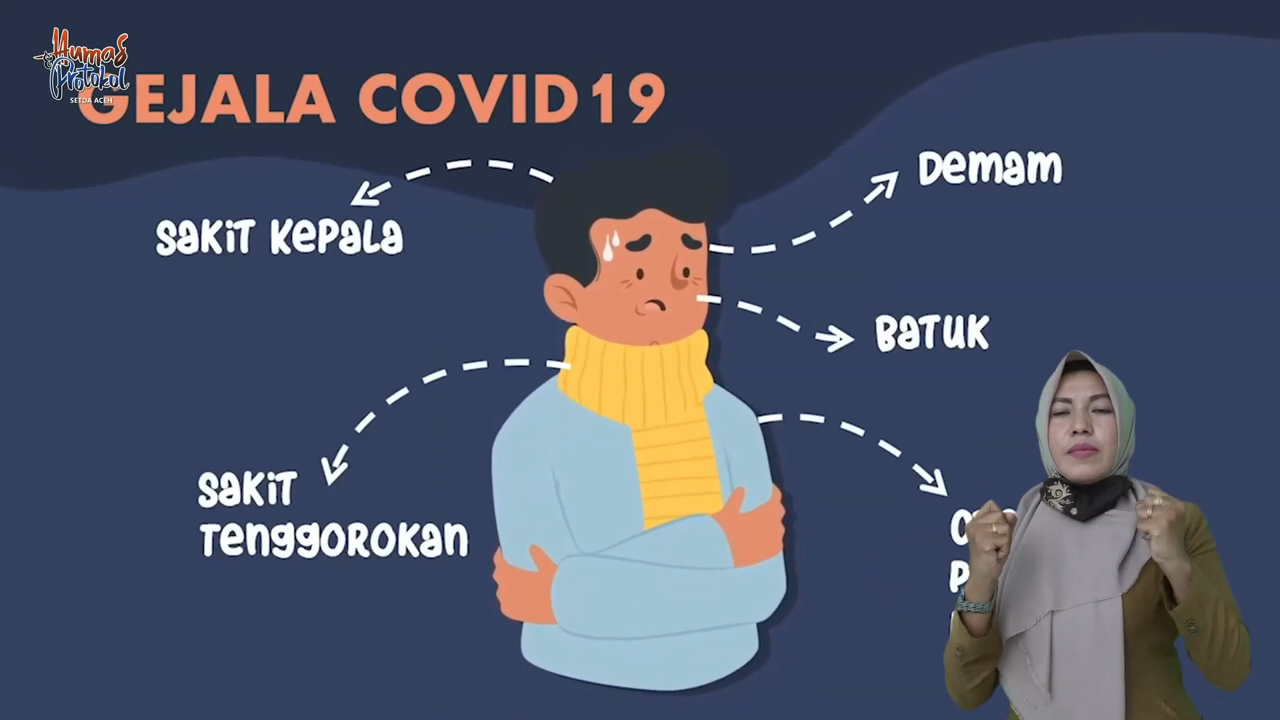 Humas
Protokol
SETDA ACEH
GEJALA COVID19
SAKIT KEPALA
DEMAM
BATUK
SAKIT
TENGGOROKAN